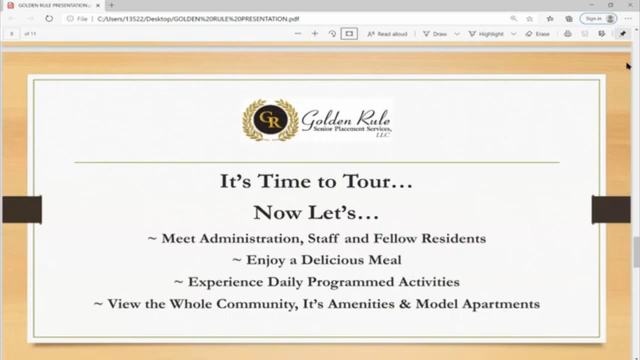 GOLDEN RULE PRESENTATION...
File
C:/Users/13522/Desktop/GOLDEN%20RULE%20PRESENTATION.pdf
Sign in
8 of 11
Read aloud
Draw
Highlight
Erase
GR
Golden Rule
Senior Placement Services,
LLC
It's Time to Tour...
Now Let's...
~ Meet Administration, Staff and Fellow Residents
~ Enjoy a Delicious Meal
~ Experience Daily Programmed Activities
~ View the Whole Community, It's Amenities & Model Apartments